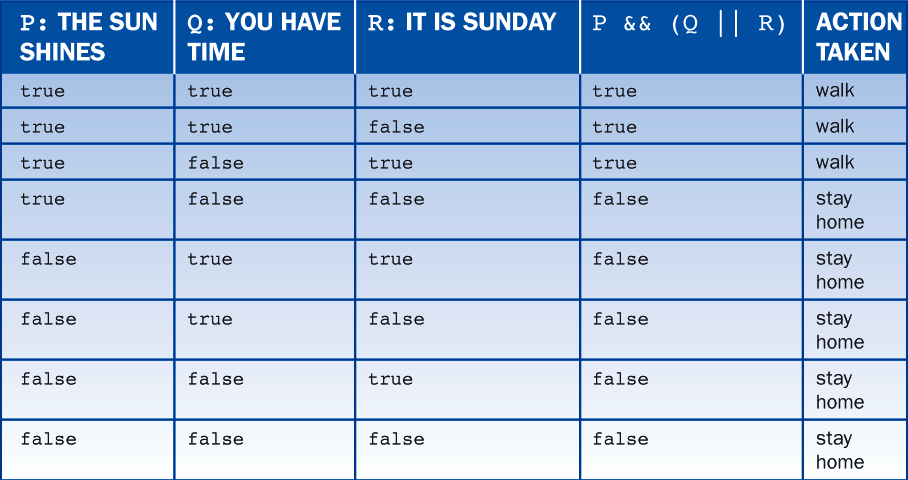 P: THE SUN SHINES Q: YOU HAVE TIME R: IT IS SUNDAY P && (Q || R) ACTION TAKEN
true true true true walk
true true false true walk
true false true true walk
true false false false stay home
false true true false stay home
false true false false stay home
false false true false stay home
false false false false stay home